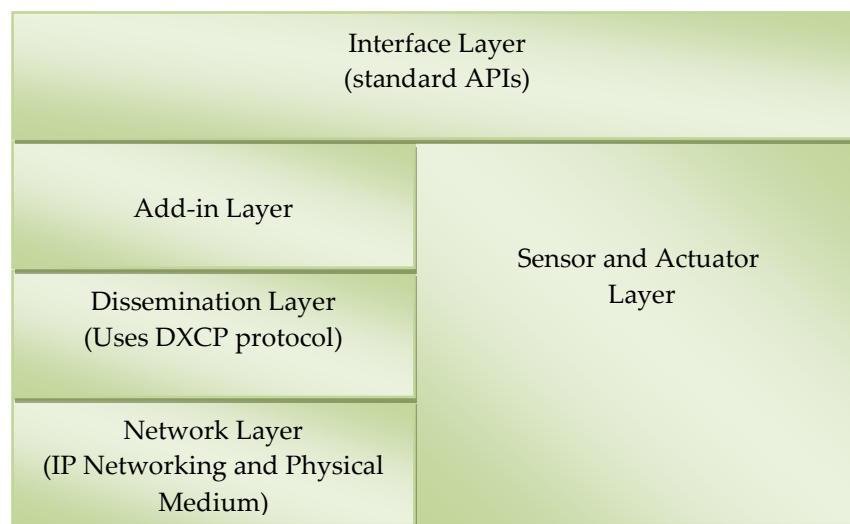 Interface Layer
(standard APIs)
Add-in Layer
Sensor and Actuator
Layer
Dissemination Layer
(Uses DXCP protocol)
Network Layer
(IP Networking and Physical
Medium)